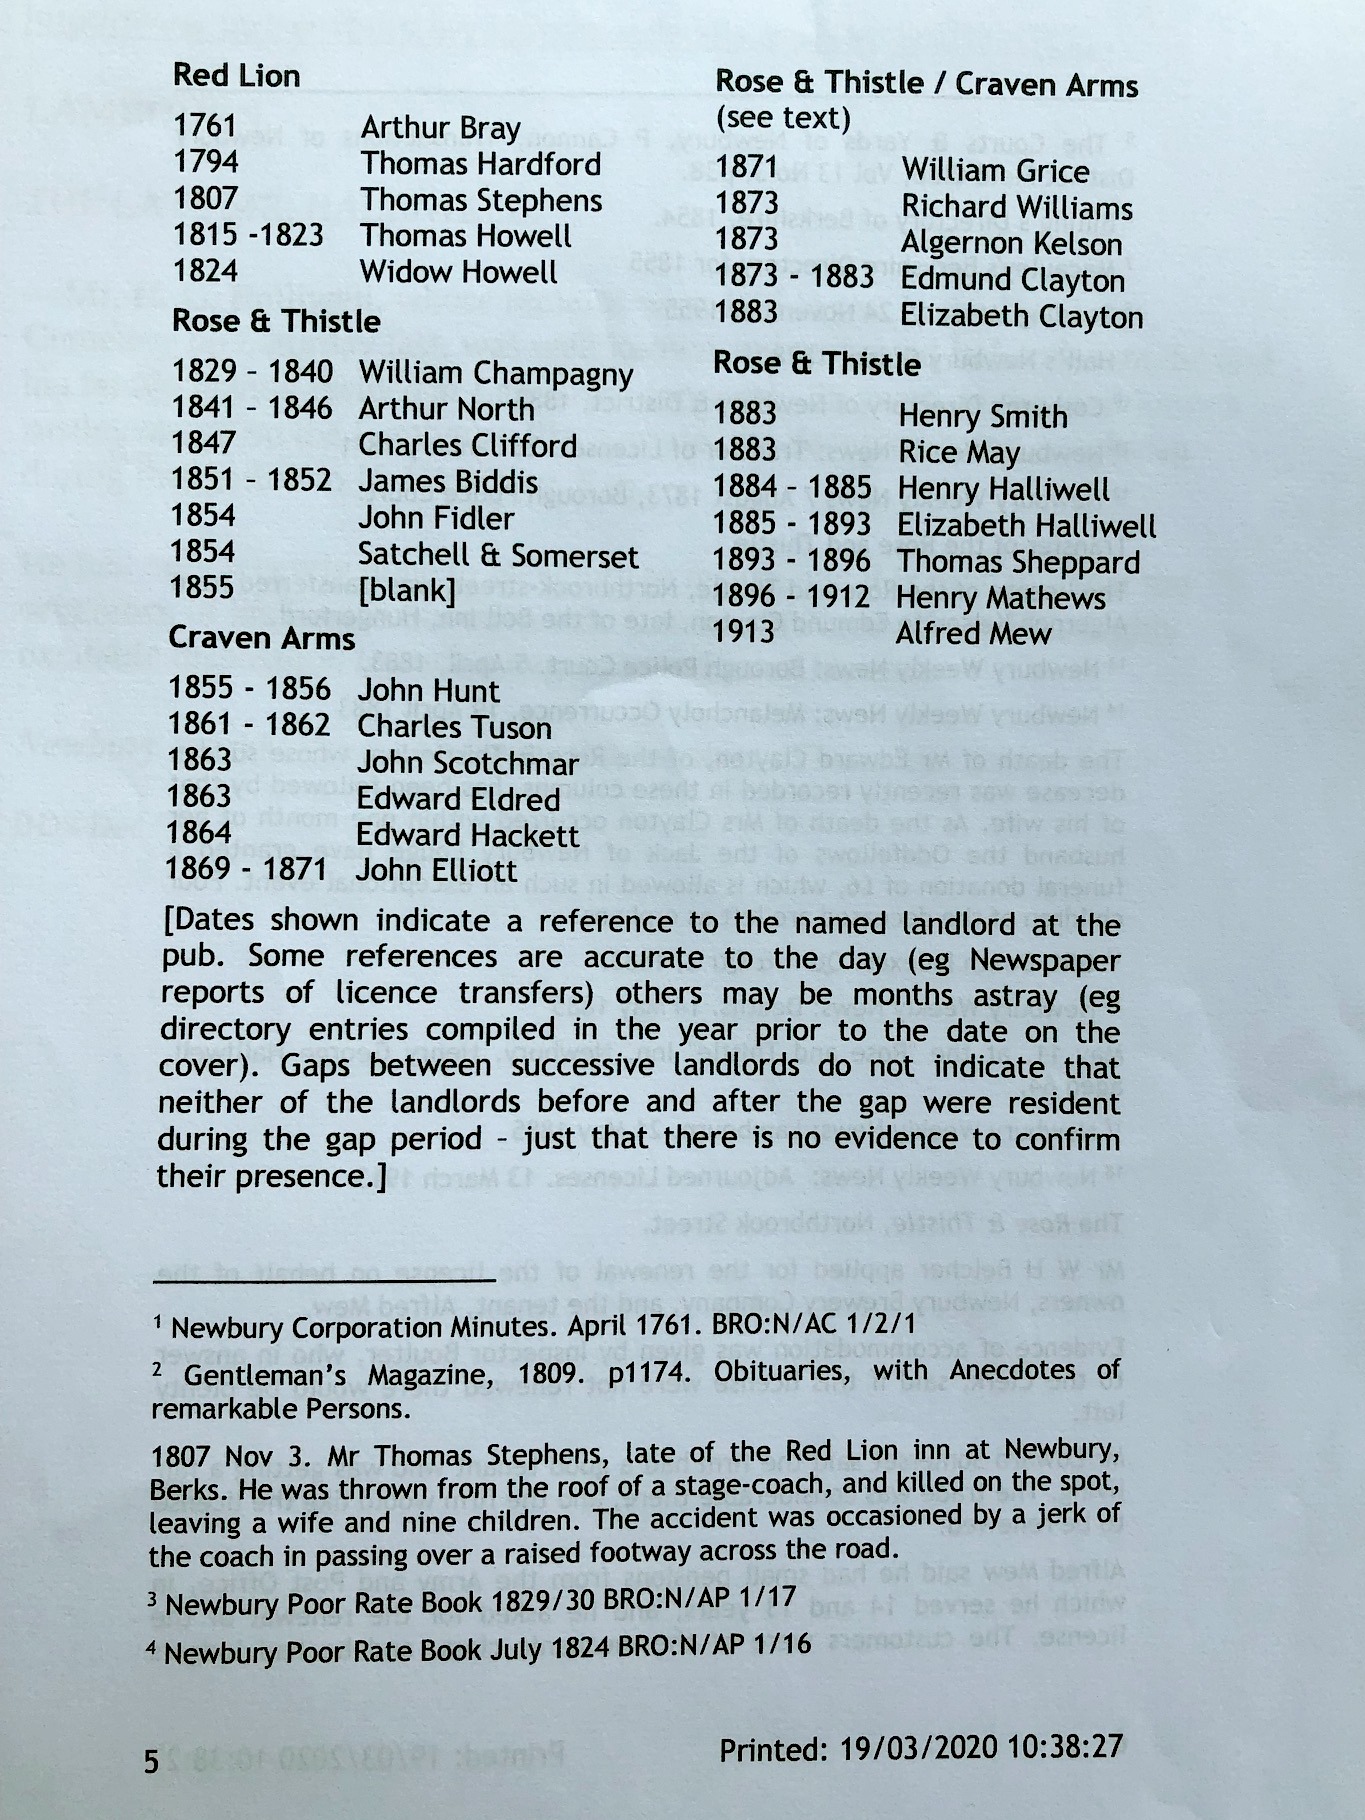 Red Lion
1761 Arthur Bray
1794 Thomas Hardford
1807 Thomas Stephens
1815 -1823 Thomas Howell
1824 Widow Howell
Rose & Thistle
1829 - 1840 William Champagny
1841 - 1846 Arthur North
1847 Charles Clifford
1851 - 1852 James Biddis
1854 John Fidler
1854 Satchell & Somerset
1855 [blank]
Craven Arms
1855 - 1856 John Hunt
1861 - 1862 Charles Tuson
1863 John Scotchmar
1863 Edward Eldred
1864 Edward Hackett
1869 - 1871 John Elliott
Rose & Thistle / Craven Arms
(see text)
1871 William Grice
1873 Richard Williams
1873 Algernon Kelson
1873 - 1883 Edmund Clayton
1883 Elizabeth Clayton
Rose & Thistle
1883 Henry Smith
1883 Rice May
1884 - 1885 Henry Halliwell
1885 - 1893 Elizabeth Halliwell
1893 - 1896 Thomas Sheppard
1896 - 1912 Henry Mathews
1913 Alfred Mew
[Dates shown indicate a reference to the named landlord at the
pub. Some references are accurate to the day (eg Newspaper
reports of licence transfers) others may be months astray (eg
directory entries compiled in the year prior to the date on the
cover). Gaps between successive landlords do not indicate that
neither of the landlords before and after the gap were resident
during the gap period - just that there is no evidence to confirm
their presence.]
1 Newbury Corporation Minutes. April 1761. BRO:N/AC 1/2/1
2 Gentleman's Magazine, 1809. p1174. Obituaries, with Anecdotes of
remarkable Persons.
1807 Nov 3. Mr Thomas Stephens, late of the Red Lion inn at Newbury,
Berks. He was thrown from the roof of a stage-coach, and killed on the spot,
leaving a wife and nine children. The accident was occasioned by a jerk of
the coach in passing over a raised footway across the road.
3 Newbury Poor Rate Book 1829/30 BRO:N/AP 1/17
4 Newbury Poor Rate Book July 1824 BRO:N/AP 1/16
5 Printed: 19/03/2020 10:38:27